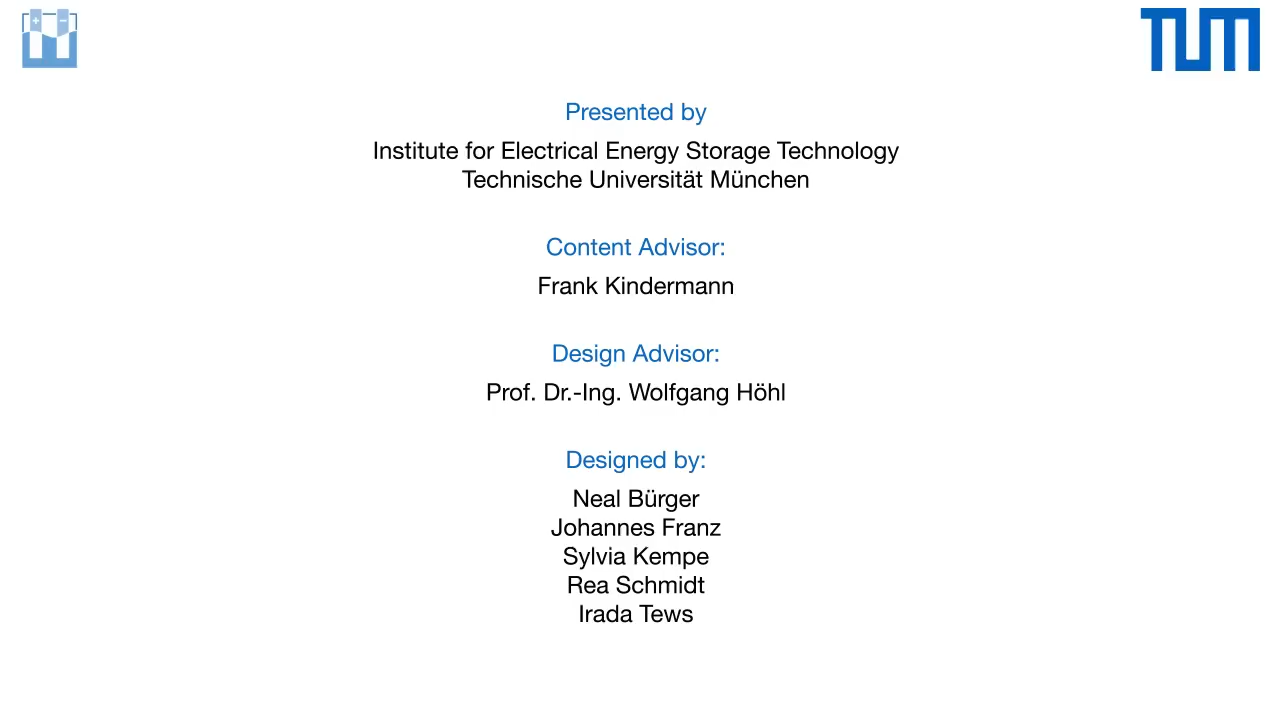 TUM
Presented by
Institute for Electrical Energy Storage Technology
Technische Universität München
Content Advisor:
Frank Kindermann
Design Advisor:
Prof. Dr.-Ing. Wolfgang Höhl
Designed by:
Neal Bürger
Johannes Franz
Sylvia Kempe
Rea Schmidt
Irada Tews